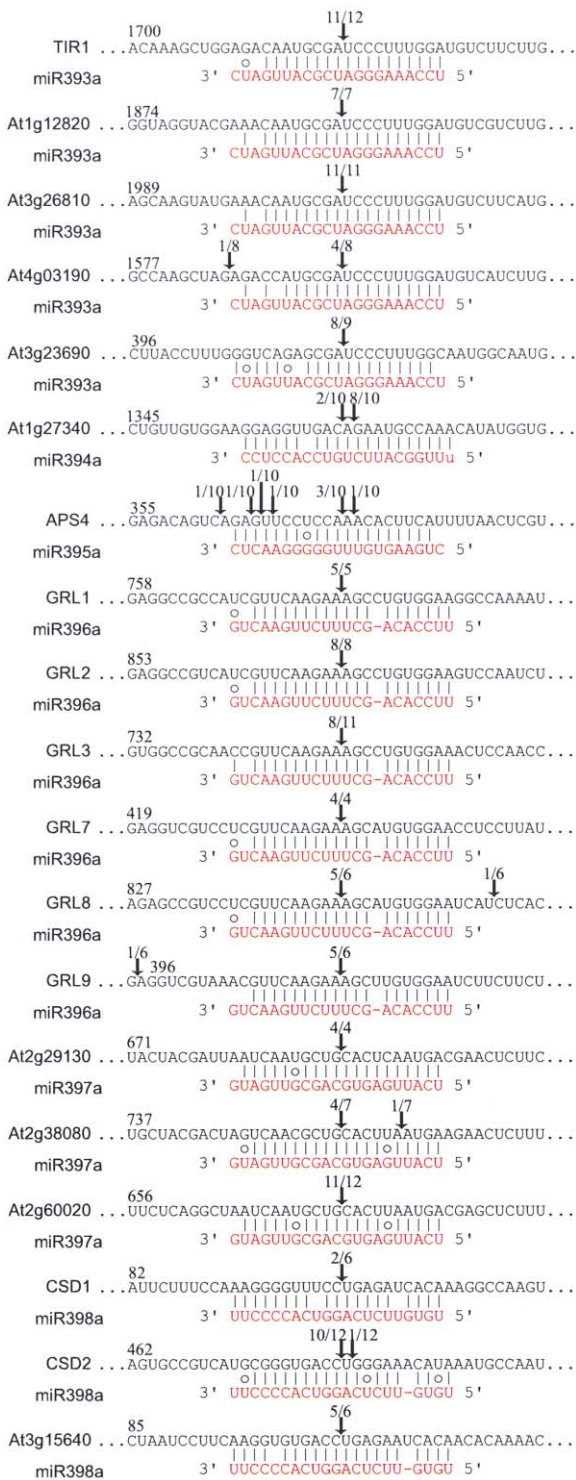 11/12
1700
TIR1 ...ACAAAGCUGGAGACAAUGCGAUCCCUUUGGAUGUCUUCUUG...
miR393a 3' CUAGUUACGCUAGGGAAACCU 5'
7/7
1874
At1g12820 ...GGUAGGUACGAAACAAUGCGAUCCCUUUGGAUGUCGUCUUG...
miR393a 3' CUAGUUACGCUAGGGAAACCU 5'
11/11
1989
At3g26810 ...AGCAAGUAUGAAACAAUGCGAUCCCUUUGGAUGUCUUCAUG...
miR393a 3' CUAGUUACGCUAGGGAAACCU 5'
1/8 4/8
1577
At4g03190 ...GCCAAGCUAGAGACCAUGCGAUCCCUUUGGAUGUCAUCUUG...
miR393a 3' CUAGUUACGCUAGGGAAACCU 5'
8/9
396
At3g23690 ...CUUACCUUUGGGUCAGAGCGAUCCCUUUGGCAAUGGCAAUG...
miR393a 3' CUAGUUACGCUAGGGAAACCU 5'
2/10 8/10
1345
At1g27340 ...CUGUUGUGGAAGGAGGUUGACAGAAUGCCAAACAUAUGGUG...
miR394a 3' CCUCCACCUGUCUUACGGUUu 5'
1/10
1/10 1/10 1/10 3/10 1/10
355
APS4 ...GAGACAGUCAGAGUUCCUCCAAACACUUCAUUUUAACUCGU...
miR395a 3' CUCAAGGGGGUUUGUGAAGUC 5'
5/5
758
GRL1 ...GAGGCCGCCAUCGUUCAAGAAAGCCUGUGGAAGGCCAAAAU...
miR396a 3' GUCAAGUUCUUUCG-ACACCUU 5'
8/8
853
GRL2 ...GAGGCCGUCAUCGUUCAAGAAAGCCUGUGGAAGUCCAAUCU...
miR396a 3' GUCAAGUUCUUUCG-ACACCUU 5'
8/11
732
GRL3 ...GUGGCCGCAACCGUUCAAGAAAGCCUGUGGAAACUCCAACC...
miR396a 3' GUCAAGUUCUUUCG-ACACCUU 5'
4/4
419
GRL7 ...GAGGUCGUCCUCGUUCAAGAAAGCAUGUGGAACCUCCUUAU...
miR396a 3' GUCAAGUUCUUUCG-ACACCUU 5'
5/6 1/6
827
GRL8 ...AGAGCCGUCCUCGUUCAAGAAAGCAUGUGGAAUCAUCUCAC...
miR396a 3' GUCAAGUUCUUUCG-ACACCUU 5'
1/6 5/6
396
GRL9 ...GAGGUCGUAAACGUUCAAGAAAGCUUGUGGAAUCUUCUUCU...
miR396a 3' GUCAAGUUCUUUCG-ACACCUU 5'
4/4
671
At2g29130 ...UACUACGAUUAAUCAAUGCUGCACUCAAUGACGAACUCUUC...
miR397a 3' GUAGUUGCGACGUGAGUUACU 5'
4/7 1/7
737
At2g38080 ...UGCUACGACUAGUCAACGCUGCACUUAAUGAAGAACUCUUU...
miR397a 3' GUAGUUGCGACGUGAGUUACU 5'
11/12
656
At2g60020 ...UUCUCAGGCUAAUCAAUGCUGCACUUAAUGACGAGCUCUUU...
miR397a 3' GUAGUUGCGACGUGAGUUACU 5'
2/6
82
CSD1 ...AUUCUUUCCAAAGGGGUUUCCUGAGAUCACAAAGGCCAAGU...
miR398a 3' UUCCCCACUGGACUCUUGUGU 5'
10/12 1/12
462
CSD2 ...AGUGCCGUCAUGCGGGUGACCUGGGAAACAUAAAUGCCAAU...
miR398a 3' UUCCCCACUGGACUCUU-GUGU 5'
5/6
85
At3g15640 ...CUAAUCCUUCAAGGUGUGACCUGAGAAUCACAACACAAAAC...
miR398a 3' UUCCCCACUGGACUCUU-GUGU 5'